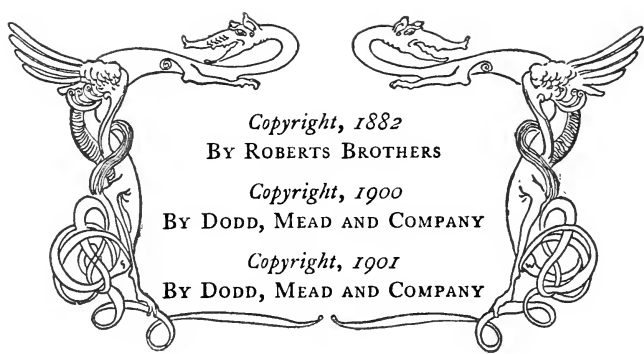 Copyright, 1882
By Roberts Brothers
Copyright, 1900
By Dodd, Mead and Company
Copyright, 1901
By Dodd, Mead and Company